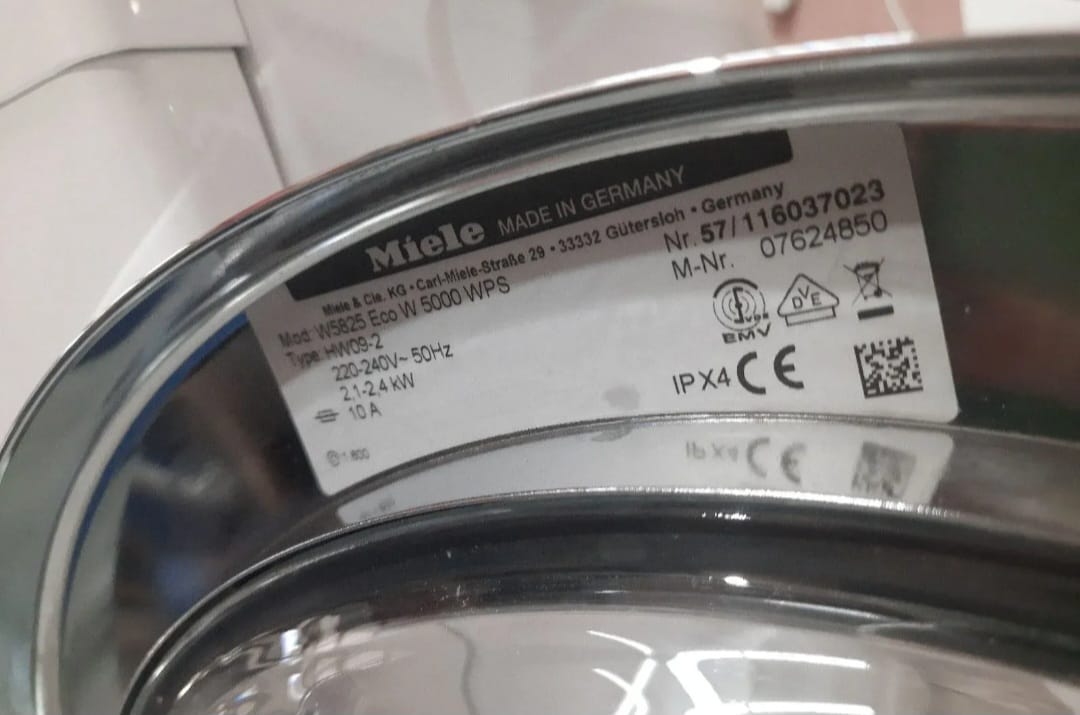 Miele MADE IN GERMANY
Miele & Cie. KG • Carl-Miele-Straße 29 • 33332 Gütersloh • Germany
Mod. W5825 Eco W 5000 WPS
Type: HW09-2
220-240V~ 50Hz
2,1-2,4 kW
10 A
Nr. 57/116037023
M-Nr. 07624850
DVE
EMV
IPX4 CE